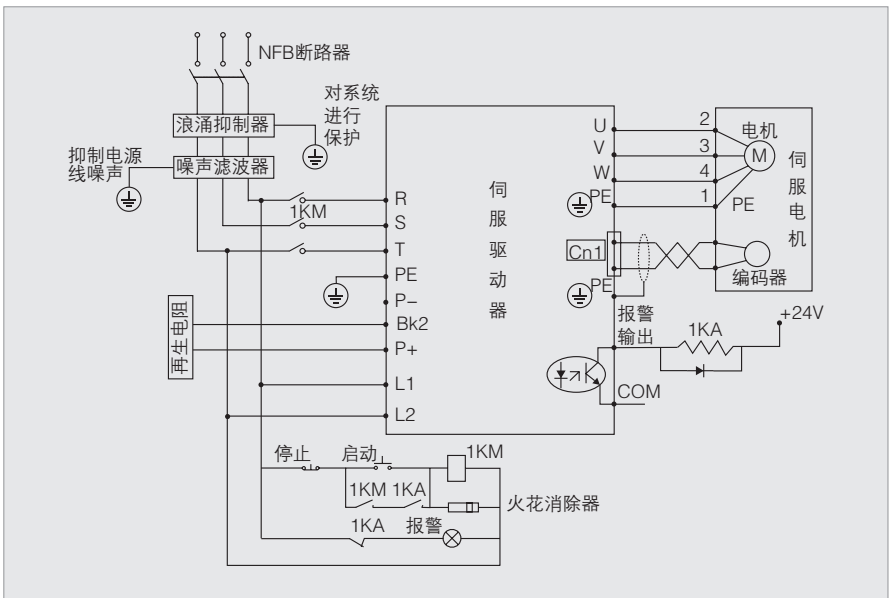 NFB断路器
对系统
进行
保护
浪涌抑制器
抑制电源
线噪声
噪声滤波器
1KM
R
S
T
PE
P-
Bk2
P+
L1
L2
再生电阻
伺服驱动器
U
V
W
PE
Cn1
PE
2
3
4
1
电机
M
PE
伺服电机
编码器
报警
输出
1KA
+24V
COM
停止
启动
1KM
1KM
1KA
火花消除器
1KA
报警